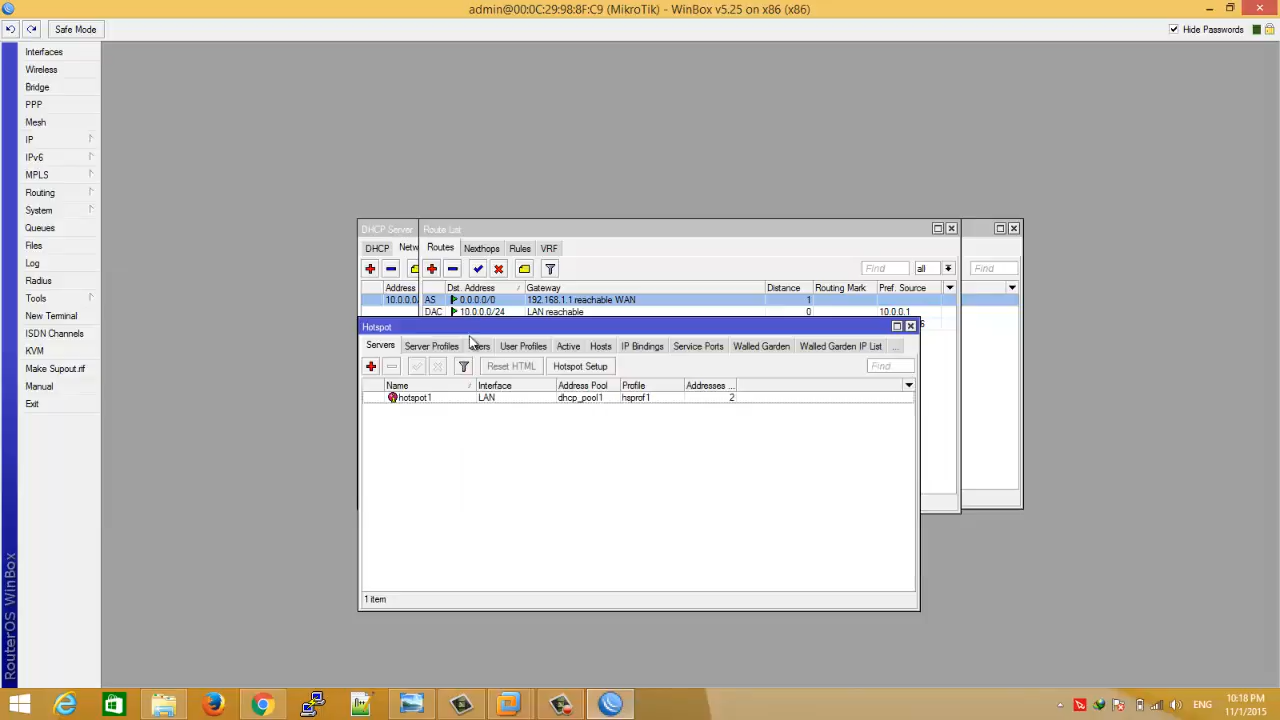 admin@00:0C:29:98:8F:C9 (MikroTik) - WinBox v5.25 on x86 (x86)
Safe Mode
Hide Passwords
Interfaces
Wireless
Bridge
PPP
Mesh
IP
IPv6
MPLS
Routing
System
Queues
Files
Log
Radius
Tools
New Terminal
ISDN Channels
KVM
Make Supout.rif
Manual
Exit
RouterOS WinBox
DHCP Server
DHCP Netw
Address
10.0.0.0
Route List
Routes Nexthops Rules VRF
Find all
Dst. Address / Gateway Distance Routing Mark Pref. Source
AS 0.0.0.0/0 192.168.1.1 reachable WAN 1
DAC 10.0.0.0/24 LAN reachable 0 10.0.0.1
6
Find
Hotspot
Servers Server Profiles User Profiles Active Hosts IP Bindings Service Ports Walled Garden Walled Garden IP List ...
Reset HTML Hotspot Setup Find
Name / Interface Address Pool Profile Addresses ...
hotspot1 LAN dhcp_pool1 hsprof1 2
1 item
ENG
10:18 PM
11/1/2015